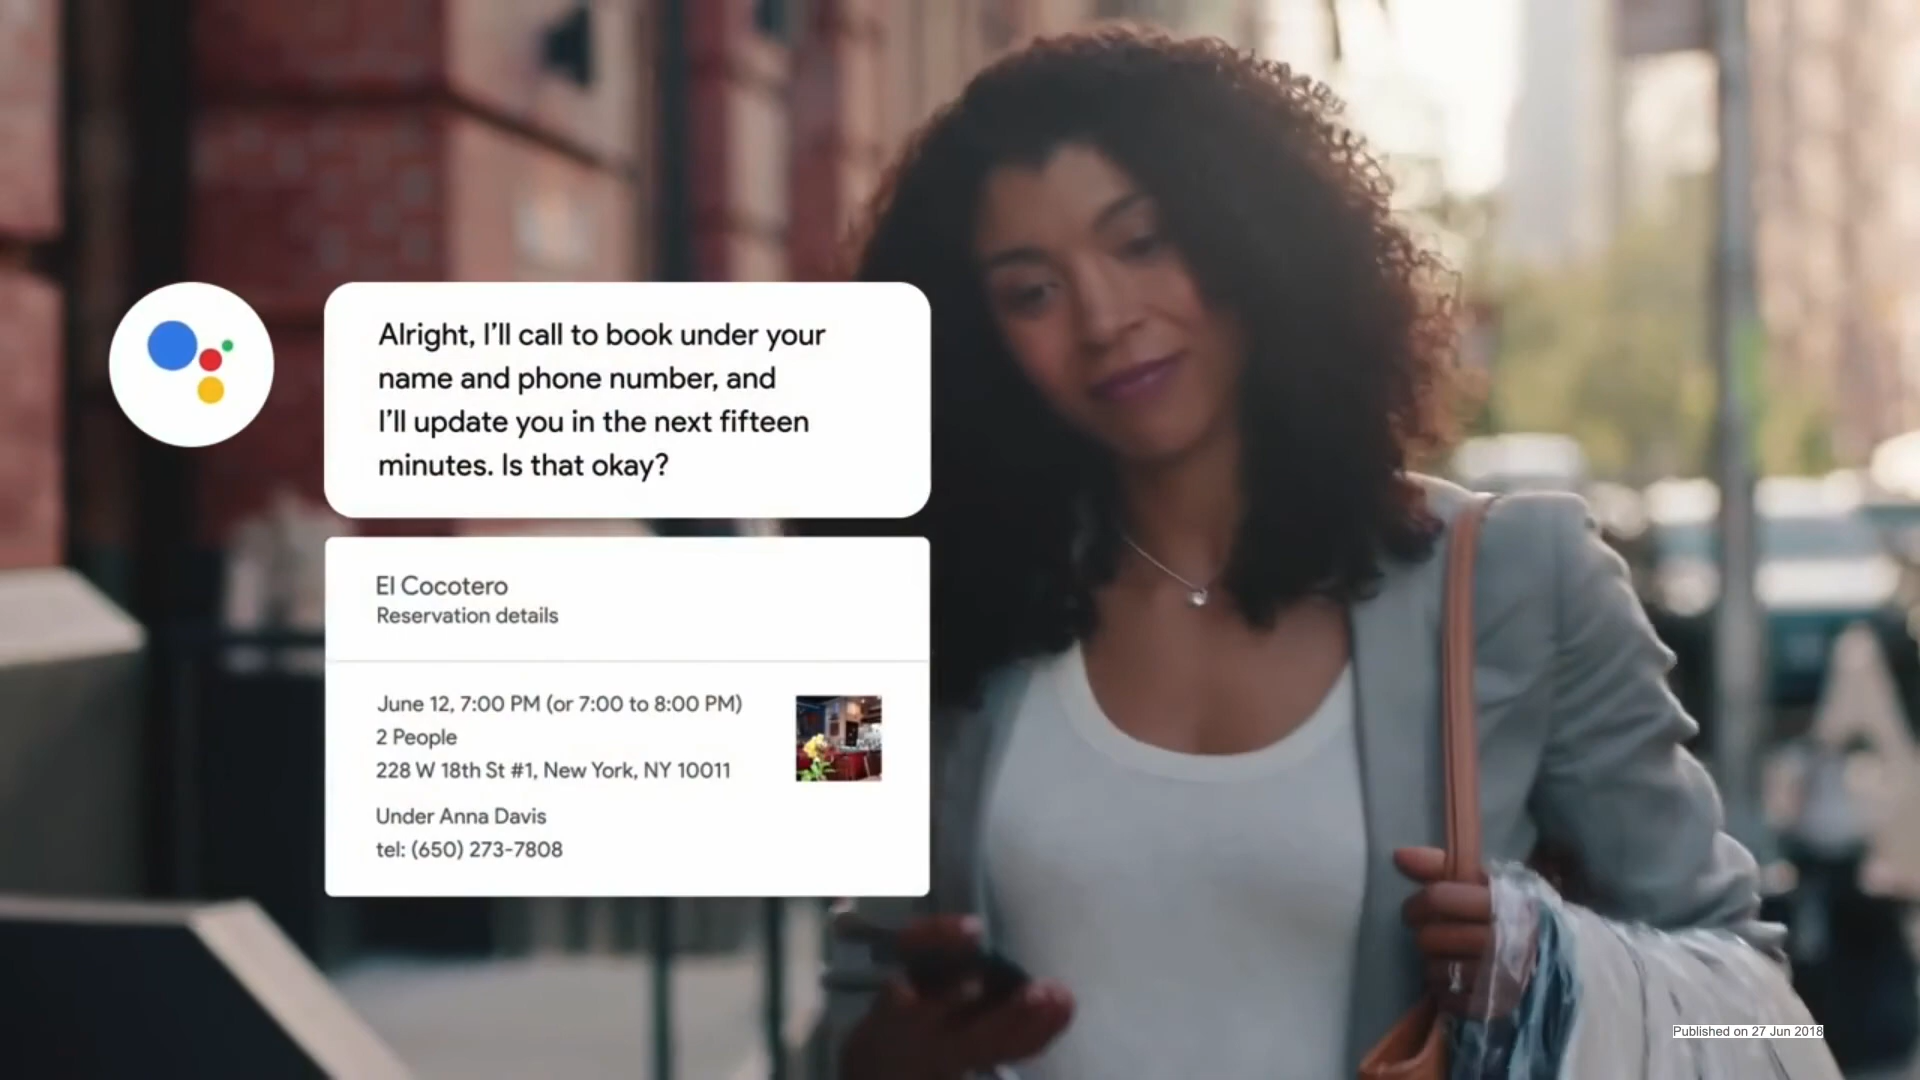 Alright, I’ll call to book under your
name and phone number, and
I’ll update you in the next fifteen
minutes. Is that okay?
El Cocotero
Reservation details
June 12, 7:00 PM (or 7:00 to 8:00 PM)
2 People
228 W 18th St #1, New York, NY 10011
Under Anna Davis
tel: (650) 273-7808
Published on 27 Jun 2018